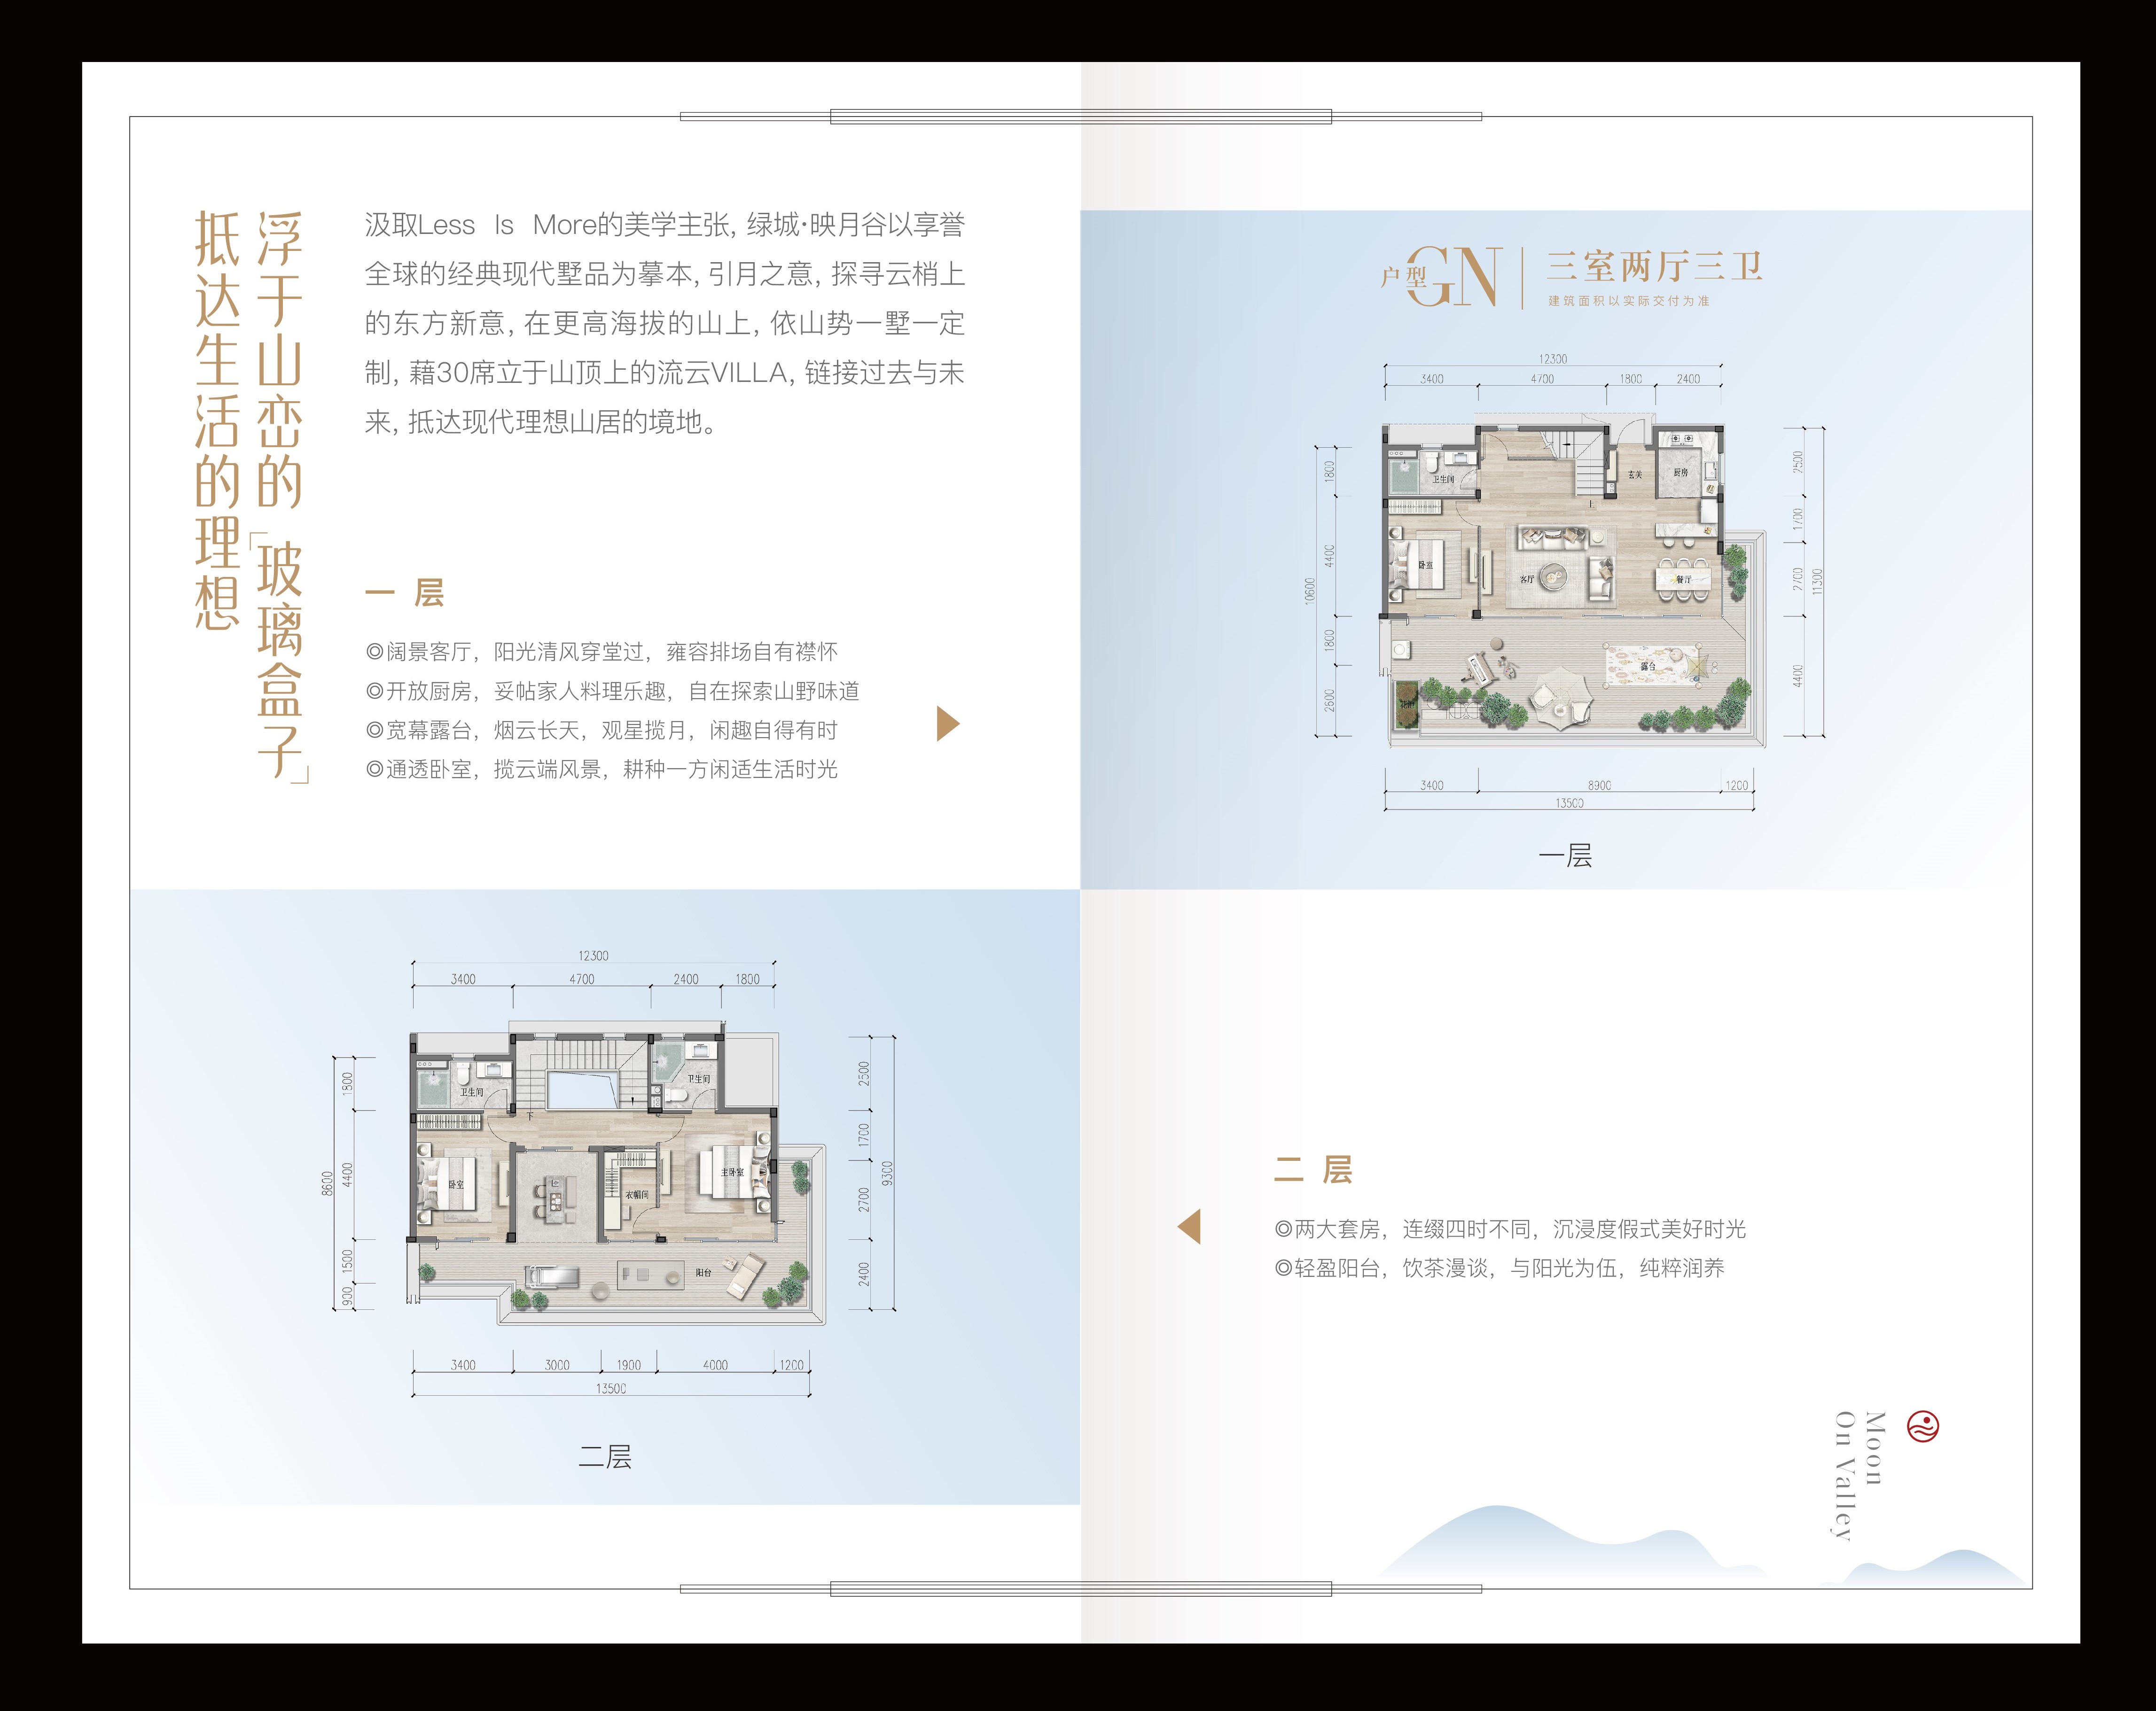 浮于山峦的「玻璃盒子」
抵达生活的理想
汲取Less Is More的美学主张, 绿城·映月谷以享誉
全球的经典现代墅品为摹本, 引月之意, 探寻云梢上
的东方新意, 在更高海拔的山上, 依山势一墅一定
制, 藉30席立于山顶上的流云VILLA, 链接过去与未
来, 抵达现代理想山居的境地。
一层
◎阔景客厅，阳光清风穿堂过，雍容排场自有襟怀
◎开放厨房，妥帖家人料理乐趣，自在探索山野味道
◎宽幕露台，烟云长天，观星揽月，闲趣自得有时
◎通透卧室，揽云端风景，耕种一方闲适生活时光
户型 GN
三室两厅三卫
建筑面积以实际交付为准
12300
3400 4700 1800 2400
10600
1800 4400 1800 2600
2500 1700 2700 4400
11300
卫生间
玄关
厨房
上
卧室
客厅
餐厅
露台
3400 8900 1200
13500
一层
12300
3400 4700 2400 1800
8600
1800 4400 1500 900
2500 1700 2700 2400
9300
卫生间
卫生间
下
卧室
衣帽间
主卧室
阳台
3400 3000 1900 4000 1200
13500
二层
二层
◎两大套房，连缀四时不同，沉浸度假式美好时光
◎轻盈阳台，饮茶漫谈，与阳光为伍，纯粹润养
Moon
On Valley